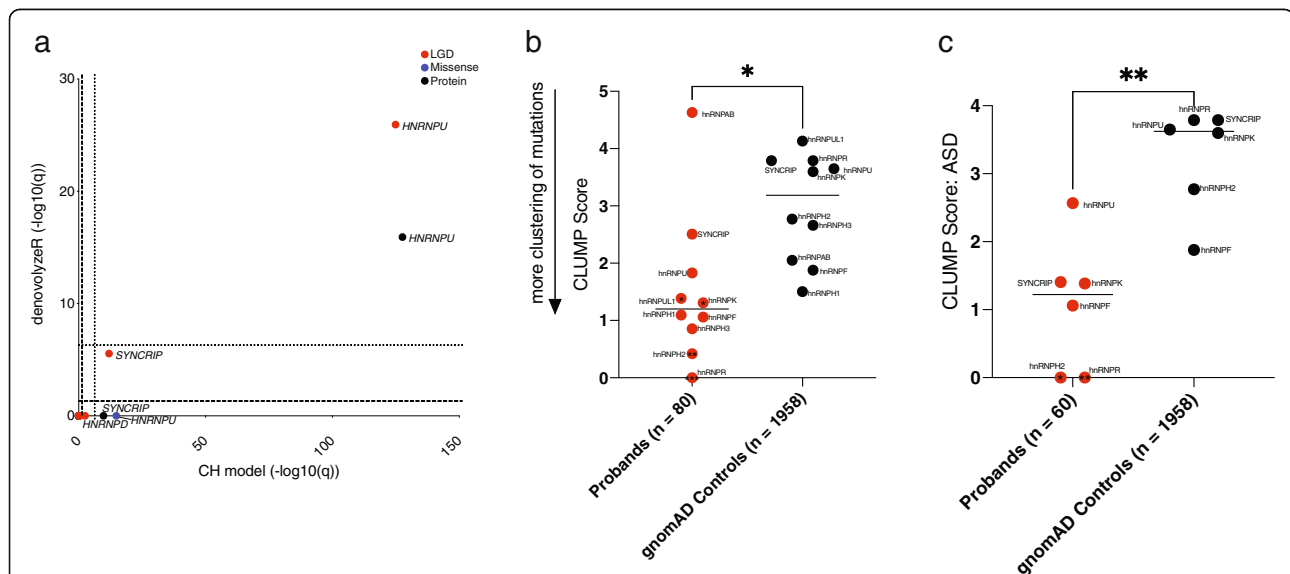 a
LGD
Missense
Protein
30
20
10
0
denovolyzeR (-log10(q))
HNRNPU
HNRNPU
SYNCRIP
SYNCRIP
HNRNPU
HNRNPD
0
50
100
150
CH model (-log10(q))
b
*
more clustering of mutations
CLUMP Score
5
4
3
2
1
0
hnRNPAB
SYNCRIP
hnRNPU
hnRNPUL1
*
*
hnRNPK
hnRNPH1
hnRNPF
hnRNPH3
hnRNPH2
**
hnRNPR
hnRNPUL1
hnRNPR
SYNCRIP
hnRNPU
hnRNPK
hnRNPH2
hnRNPH3
hnRNPAB
hnRNPF
hnRNPH1
Probands (n = 80)
gnomAD Controls (n = 1958)
c
**
CLUMP Score: ASD
4
3
2
1
0
hnRNPU
SYNCRIP
hnRNPK
hnRNPF
hnRNPH2
hnRNPR
*
**
hnRNPR
hnRNPU
SYNCRIP
hnRNPK
hnRNPH2
hnRNPF
Probands (n = 60)
gnomAD Controls (n = 1958)